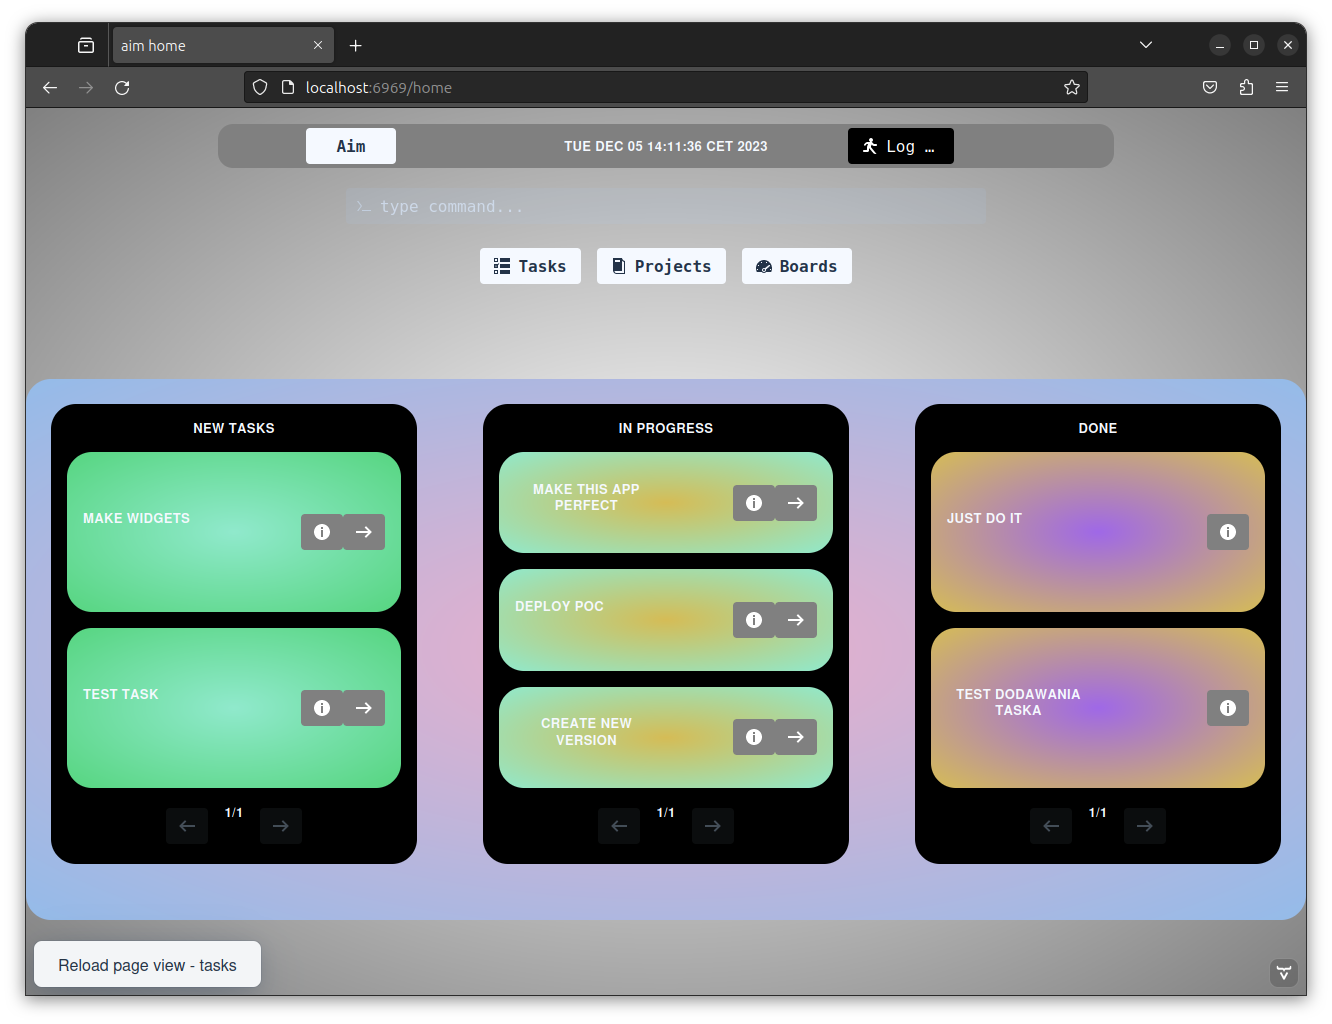 aim home
localhost:6969/home
Aim
TUE DEC 05 14:11:36 CET 2023
Log …
type command...
Tasks
Projects
Boards
NEW TASKS
MAKE WIDGETS
TEST TASK
1/1
IN PROGRESS
MAKE THIS APP
PERFECT
DEPLOY POC
CREATE NEW
VERSION
1/1
DONE
JUST DO IT
TEST DODAWANIA
TASKA
1/1
Reload page view - tasks